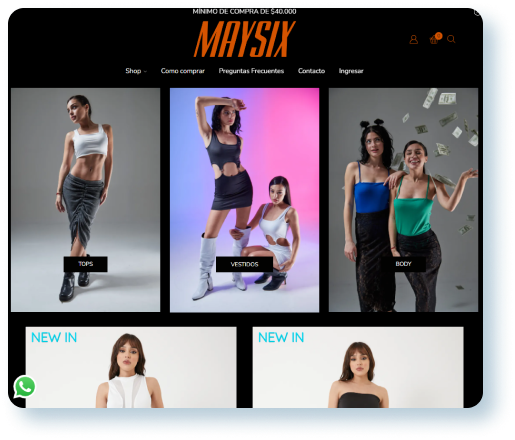 MÍNIMO DE COMPRA DE $40.000
MAYSIX
0
Shop Como comprar Preguntas Frecuentes Contacto Ingresar
TOPS VESTIDOS BODY
NEW IN NEW IN